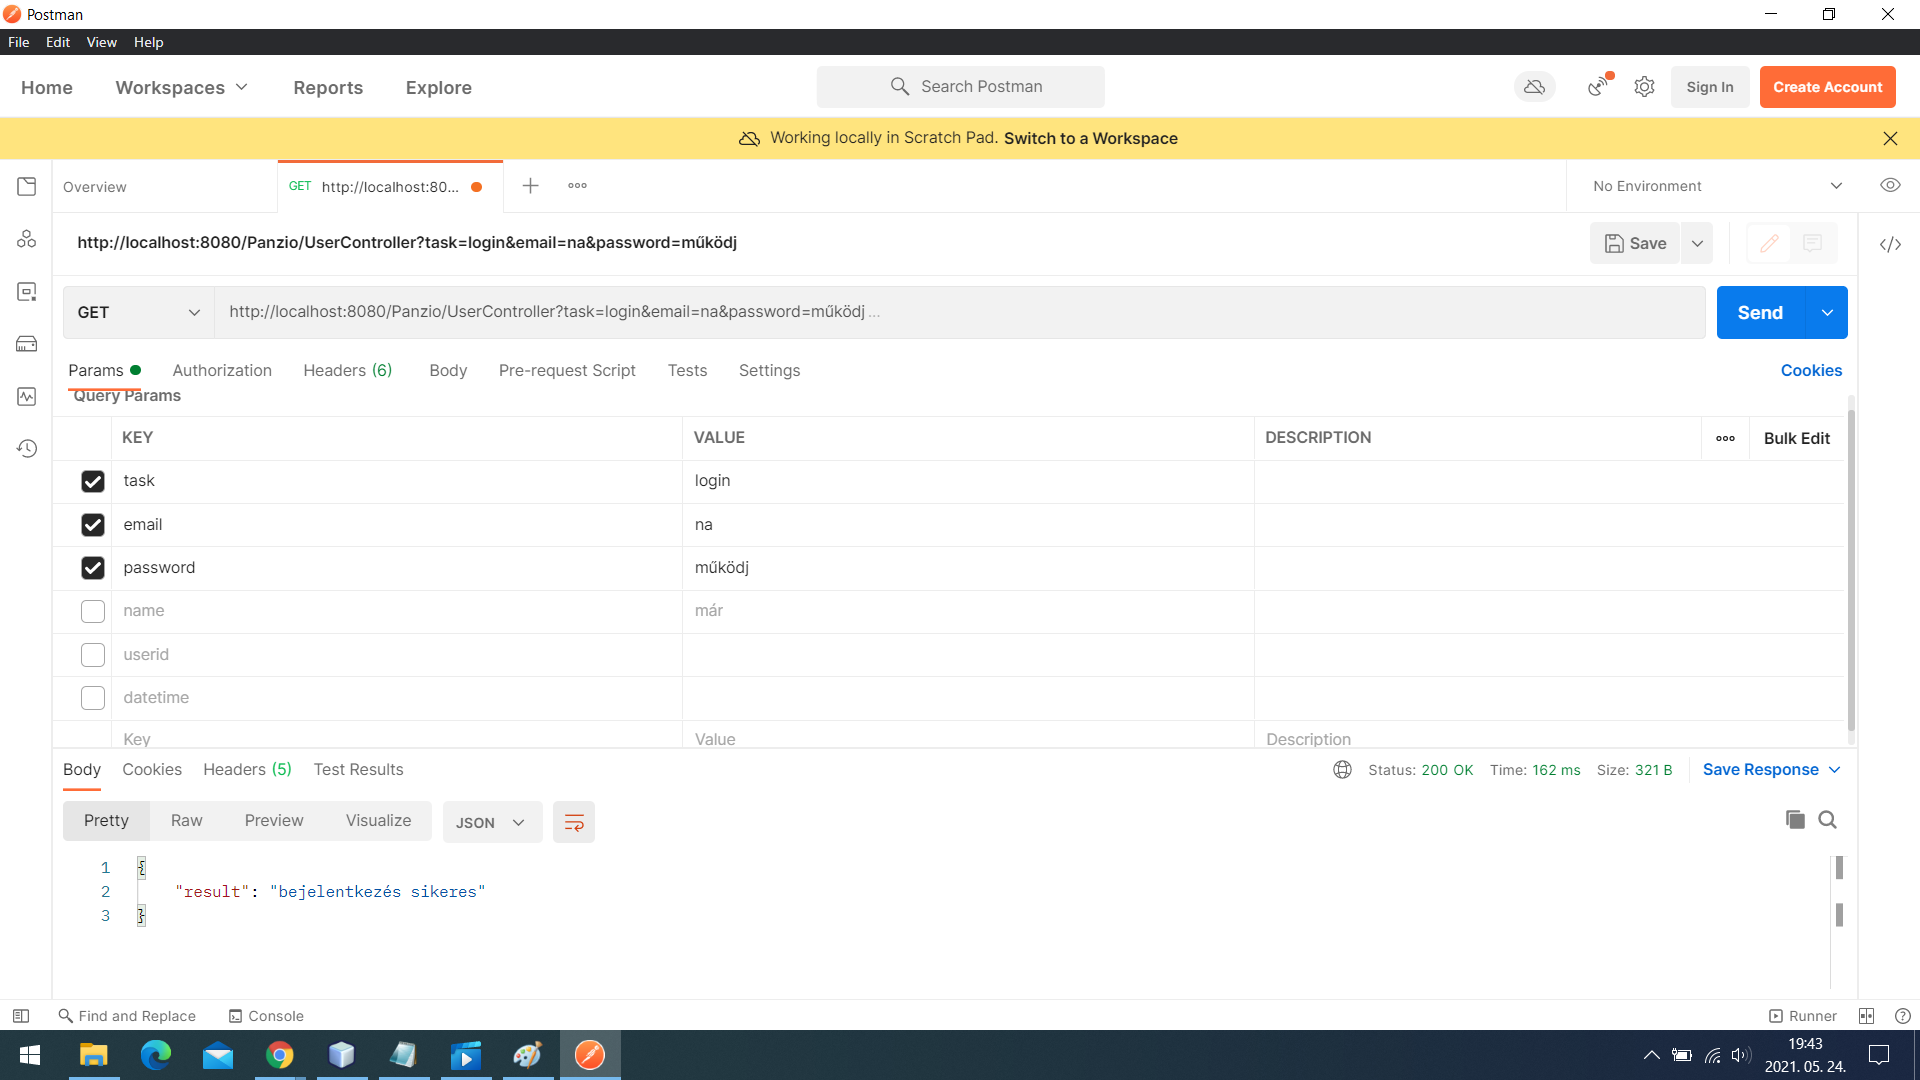 Postman
File Edit View Help
Home Workspaces Reports Explore Search Postman Sign In Create Account
Working locally in Scratch Pad. Switch to a Workspace
Overview GET http://localhost:80... No Environment
http://localhost:8080/Panzio/UserController?task=login&email=na&password=működj Save
GET http://localhost:8080/Panzio/UserController?task=login&email=na&password=működj ... Send
Params Authorization Headers (6) Body Pre-request Script Tests Settings Cookies
Query Params
KEY VALUE DESCRIPTION Bulk Edit
task login
email na
password működj
name már
userid
datetime
Key Value Description
Body Cookies Headers (5) Test Results Status: 200 OK Time: 162 ms Size: 321 B Save Response
Pretty Raw Preview Visualize JSON
1 {
2 "result": "bejelentkezés sikeres"
3 }
Find and Replace Console Runner
19:43
2021. 05. 24.